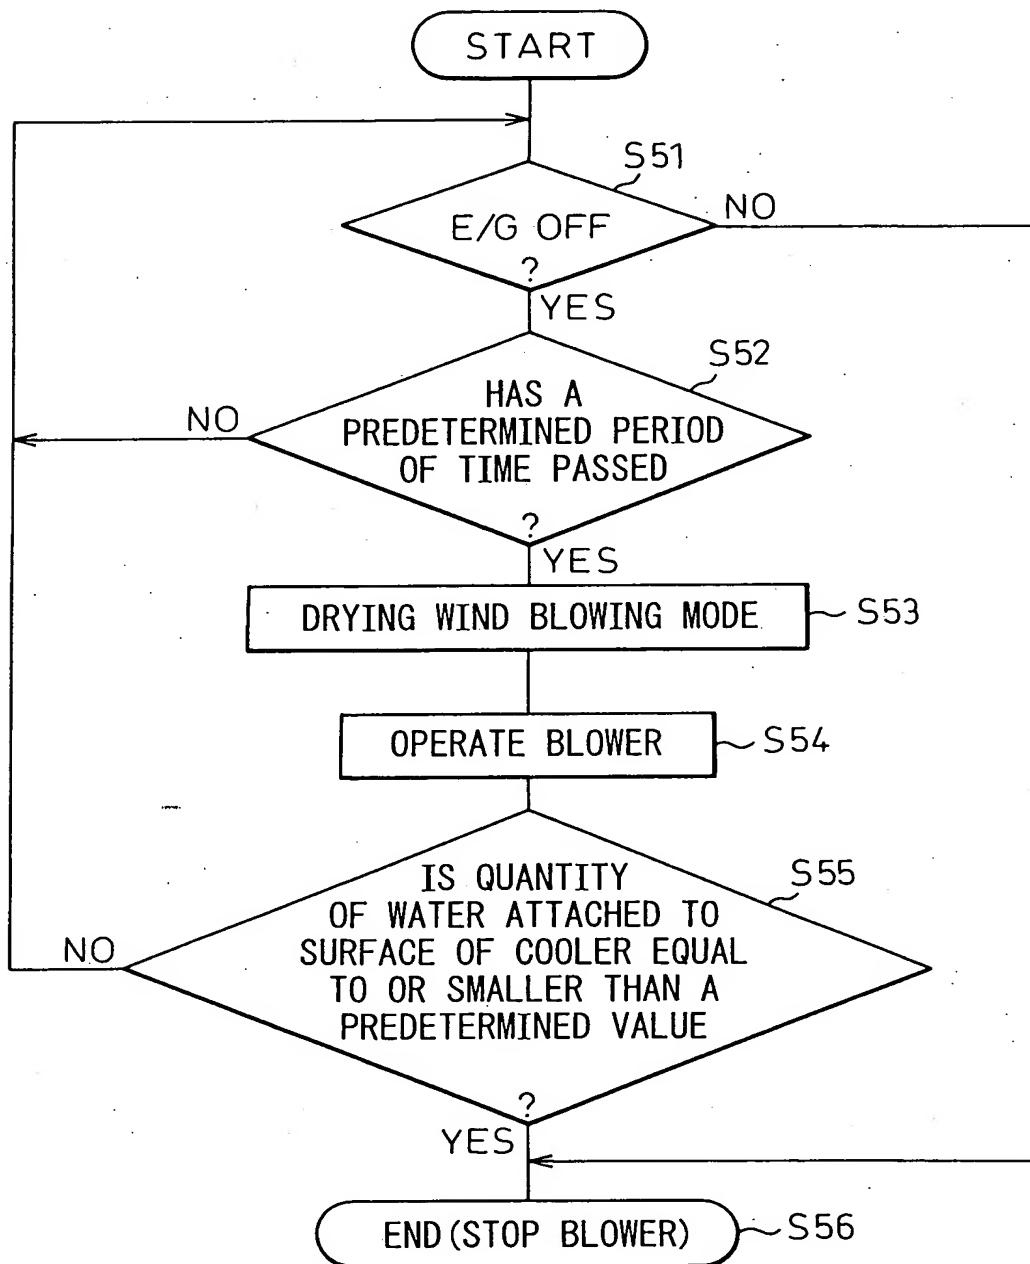 START
S51
E/G OFF
?
NO
YES
S52
HAS A
PREDETERMINED PERIOD
OF TIME PASSED
?
NO
YES
DRYING WIND BLOWING MODE
S53
OPERATE BLOWER
S54
S55
IS QUANTITY
OF WATER ATTACHED TO
SURFACE OF COOLER EQUAL
TO OR SMALLER THAN A
PREDETERMINED VALUE
?
NO
YES
END (STOP BLOWER)
S56